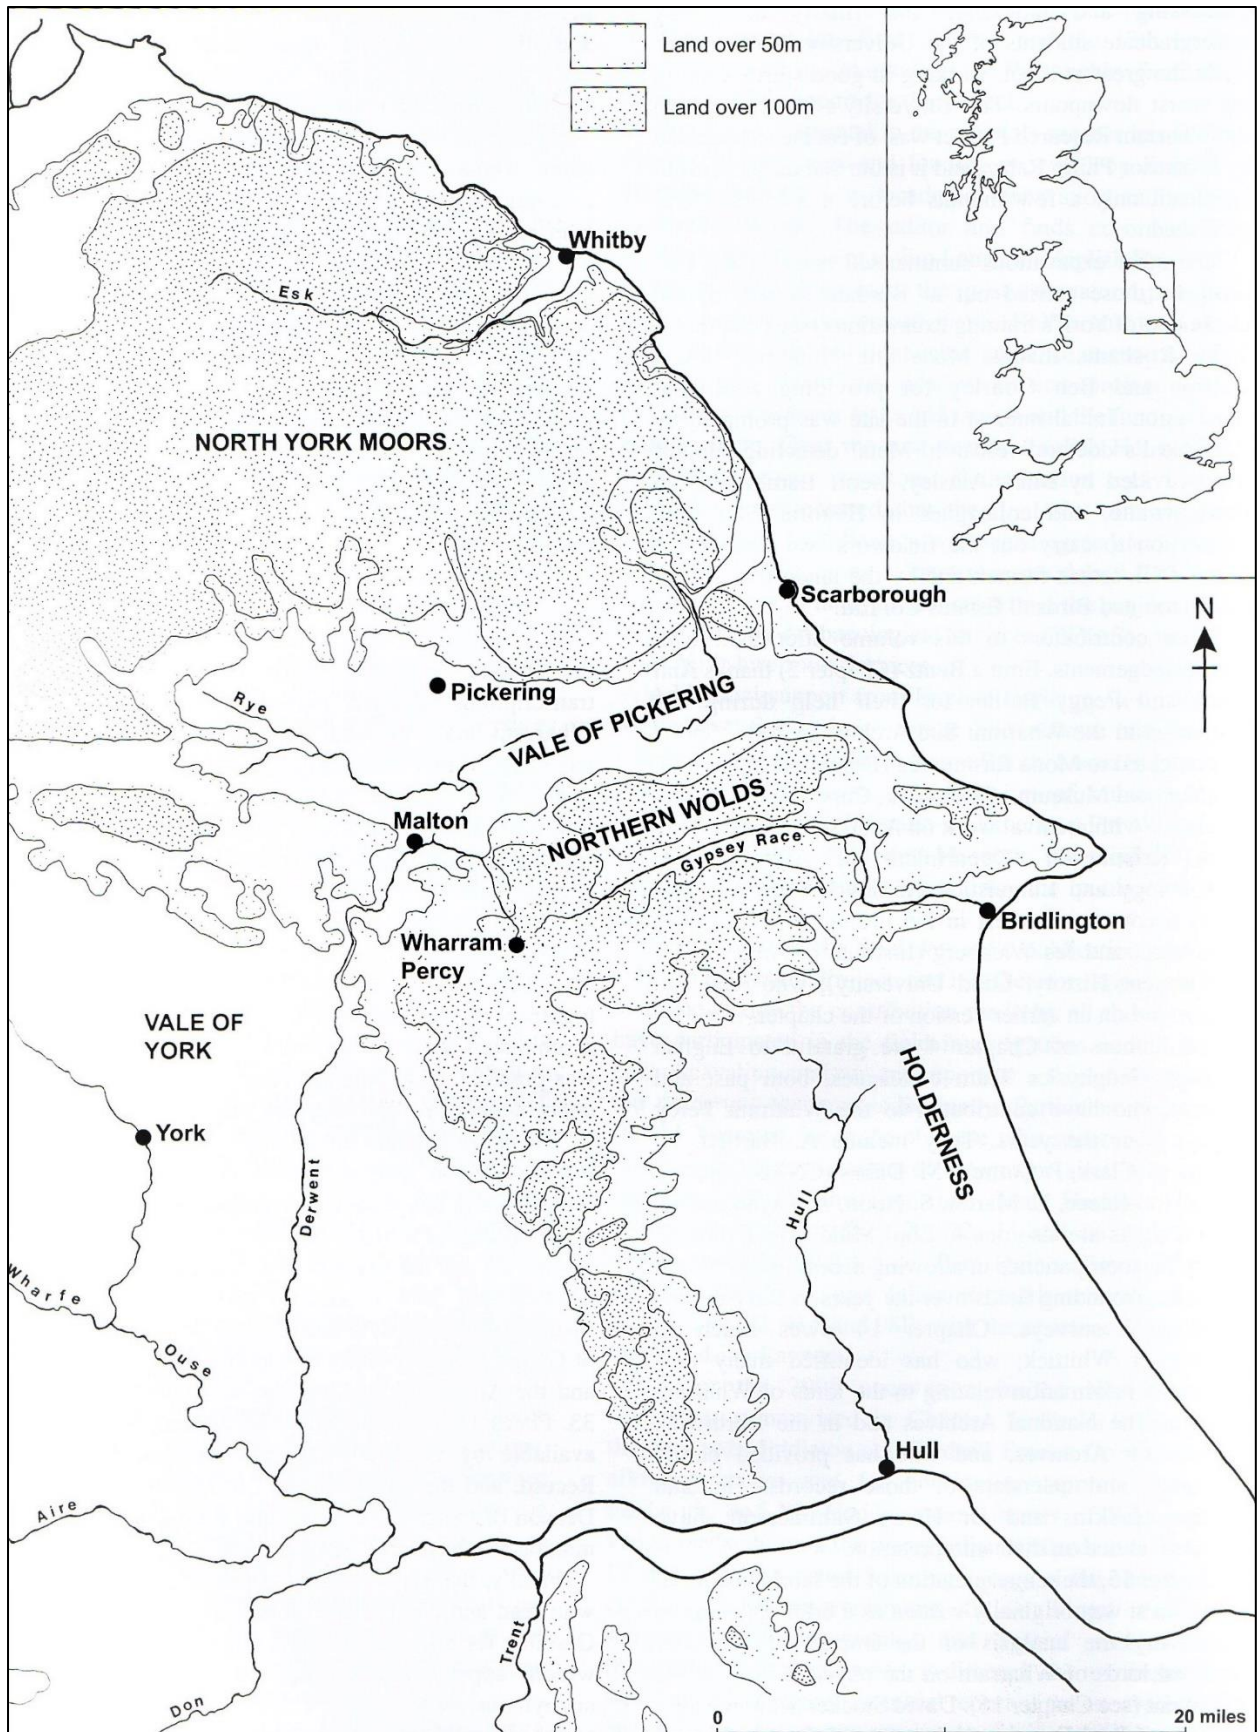 Land over 50m
Land over 100m
Whitby
Esk
NORTH YORK MOORS
Scarborough
N
Pickering
Rye
VALE OF PICKERING
NORTHERN WOLDS
Malton
Gypsey Race
Bridlington
Wharram
Percy
VALE OF
YORK
HOLDERNESS
York
Derwent
Hull
Wharfe
Ouse
Hull
Aire
Trent
Don
0
20 miles